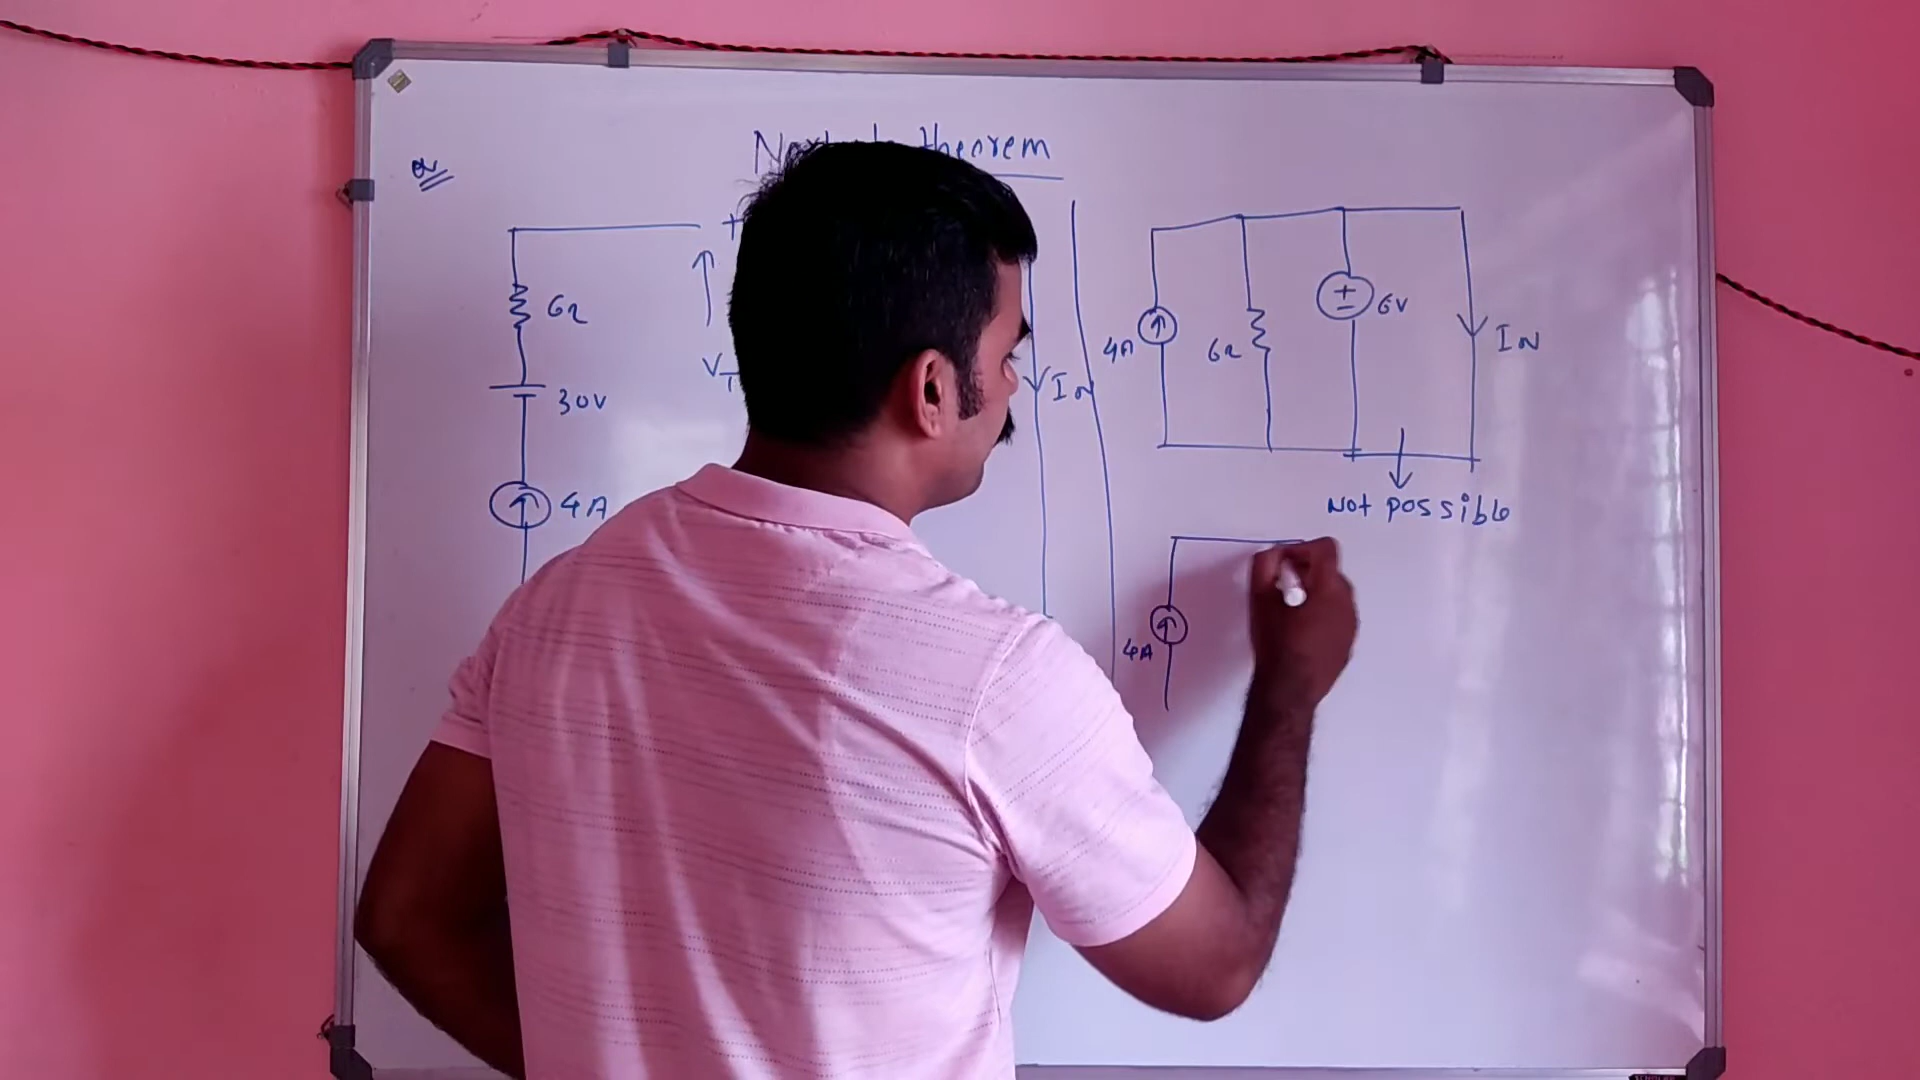 theorem
+
6Ω
30V
4A
V
IN
4A
6Ω
+
-
6V
IN
Not possible
4A